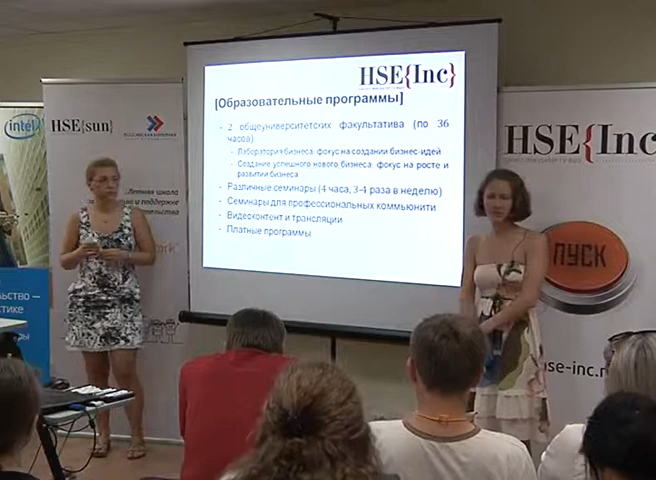 HSE{Inc}
[Образовательные программы]
- 2 общеуниверситетских факультатива (по 36
часов)
- Лаборатория бизнеса: фокус на создании бизнес-идей
- Создание успешного нового бизнеса: фокус на росте и
развитии бизнеса
- Различные семинары (4 часа, 3-4 раза в неделю)
- Семинары для профессиональных коммьюнити
- Видеоконтент и трансляции
- Платные программы
intel
HSE{sun}
...Летняя школа
и поддержке
HSE{Inc
ПУСК
se-inc.r